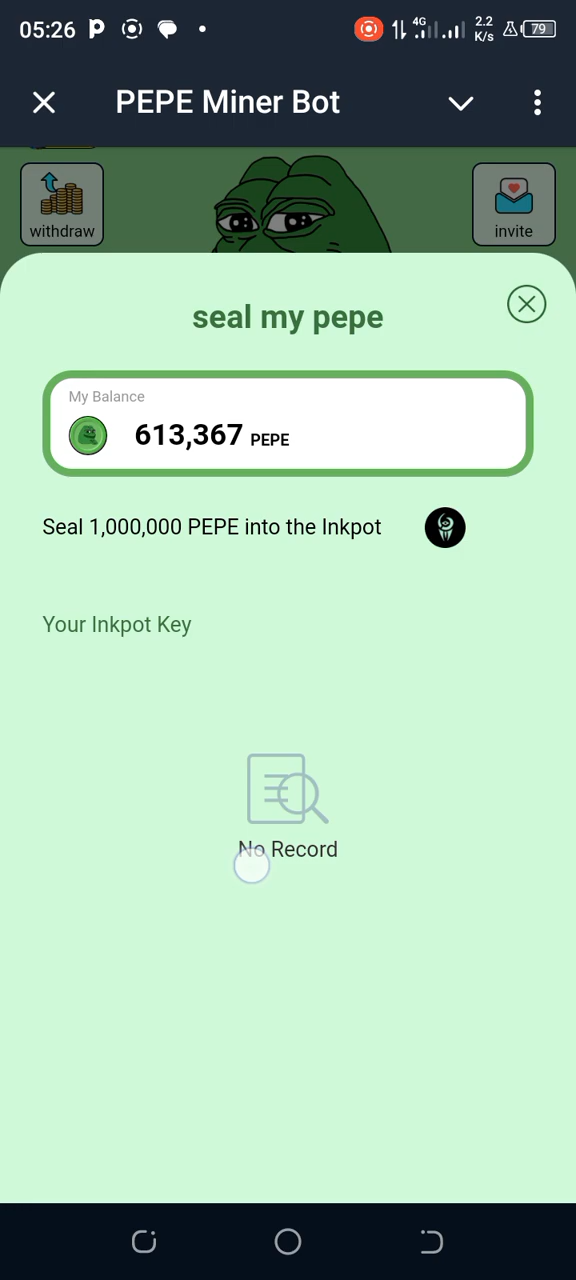 05:26
4G
2.2
K/s
79
PEPE Miner Bot
withdraw
invite
seal my pepe
My Balance
613,367 PEPE
Seal 1,000,000 PEPE into the Inkpot
Your Inkpot Key
No Record